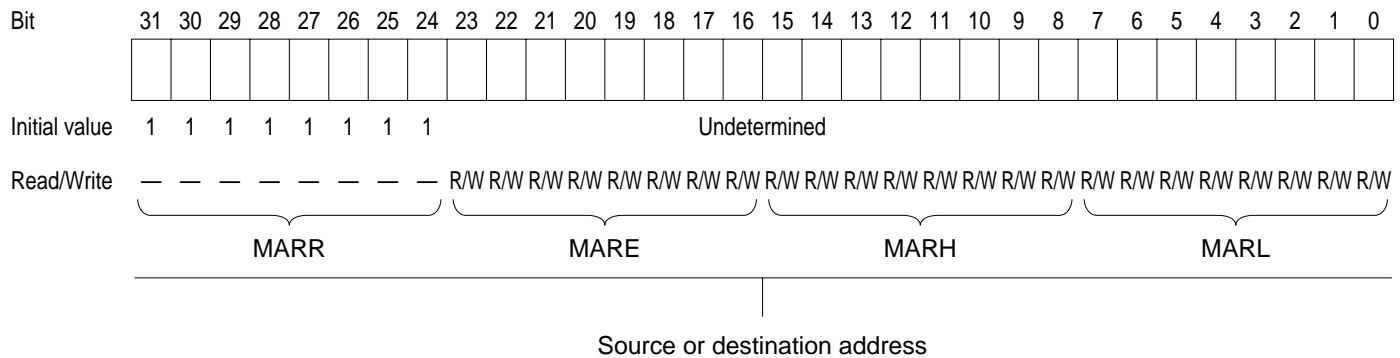 Bit 31 30 29 28 27 26 25 24 23 22 21 20 19 18 17 16 15 14 13 12 11 10 9 8 7 6 5 4 3 2 1 0
Initial value 1 1 1 1 1 1 1 1 Undetermined
Read/Write — — — — — — — — R/W R/W R/W R/W R/W R/W R/W R/W R/W R/W R/W R/W R/W R/W R/W R/W R/W R/W R/W R/W R/W R/W R/W R/W
MARR MARE MARH MARL
Source or destination address